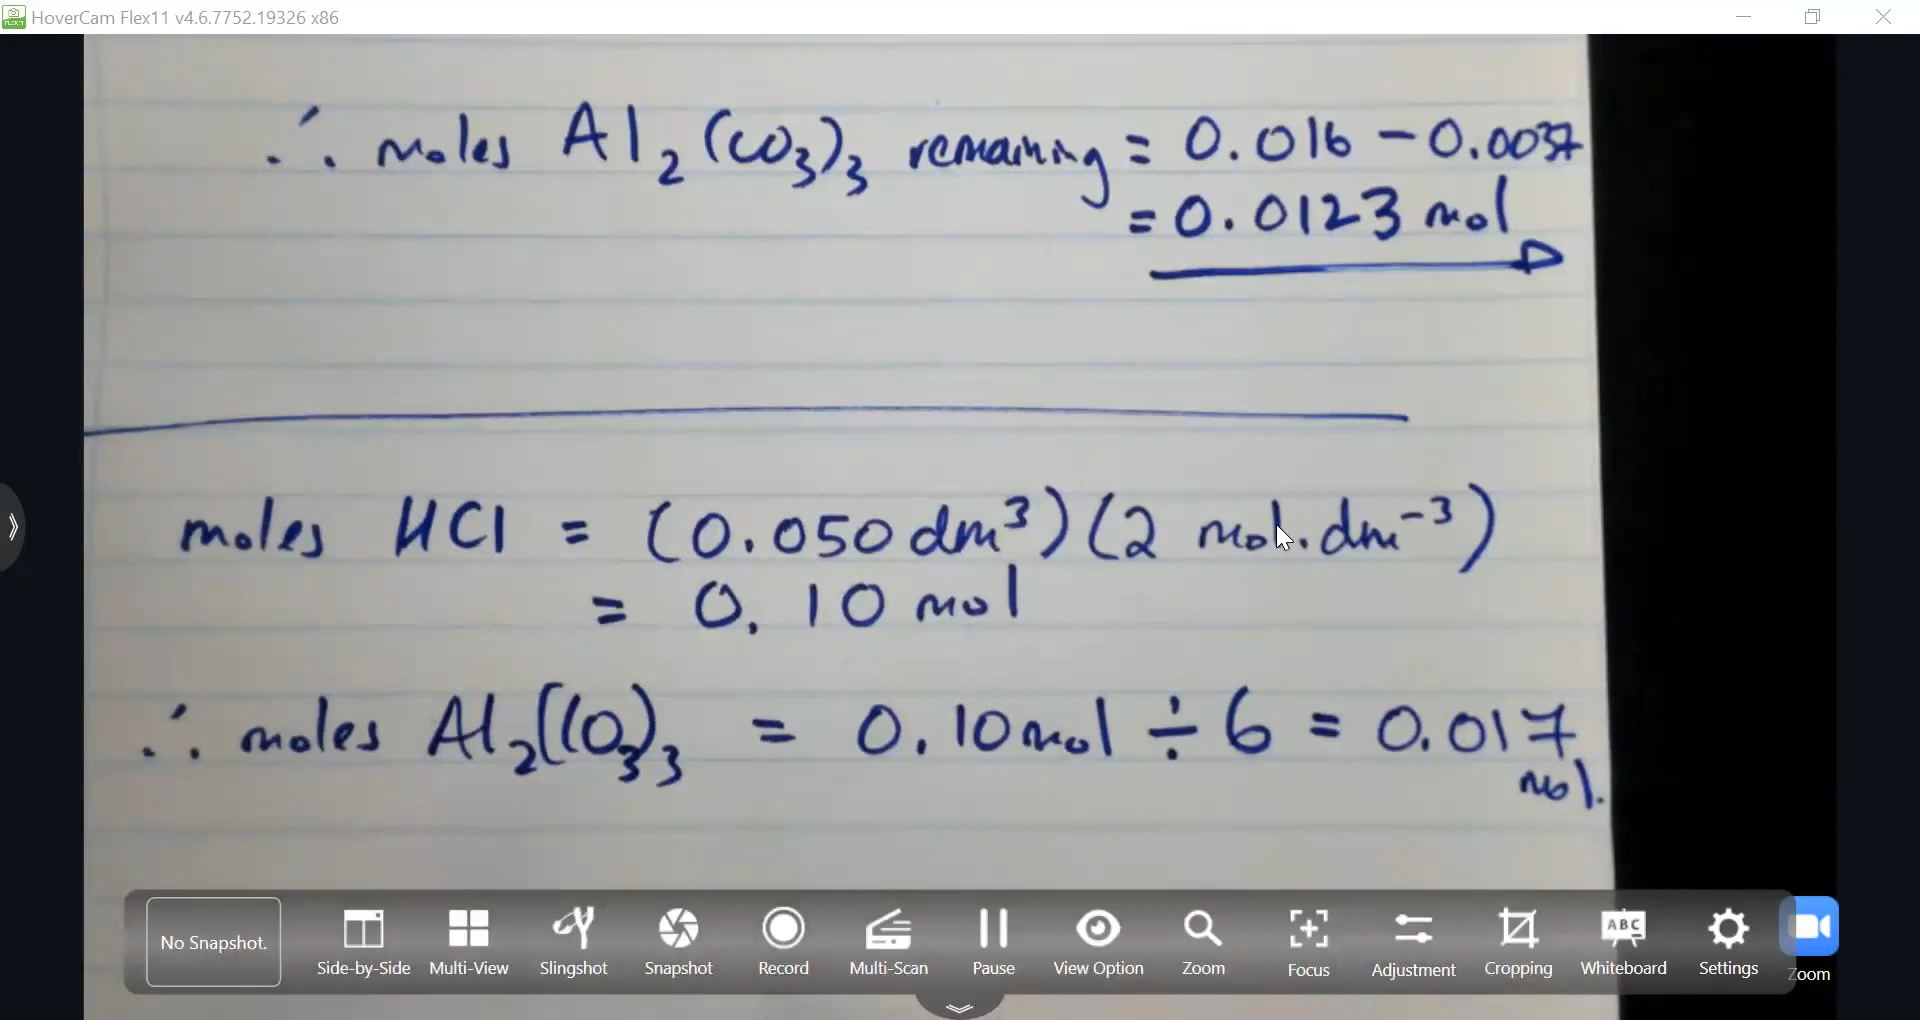 HoverCam Flex11 v4.6.7752.19326 x86
∴ moles Al₂(CO₃)₃ remaining = 0.016 – 0.0037
= 0.0123 mol
moles HCl = (0.050 dm³)(2 mol.dm⁻³)
= 0.10 mol
∴ moles Al₂(CO₃)₃ = 0.10 mol ÷ 6 = 0.017
mol.
No Snapshot.
Side-by-Side Multi-View Slingshot Snapshot Record Multi-Scan Pause View Option Zoom Focus Adjustment Cropping ABC Whiteboard Settings Zoom